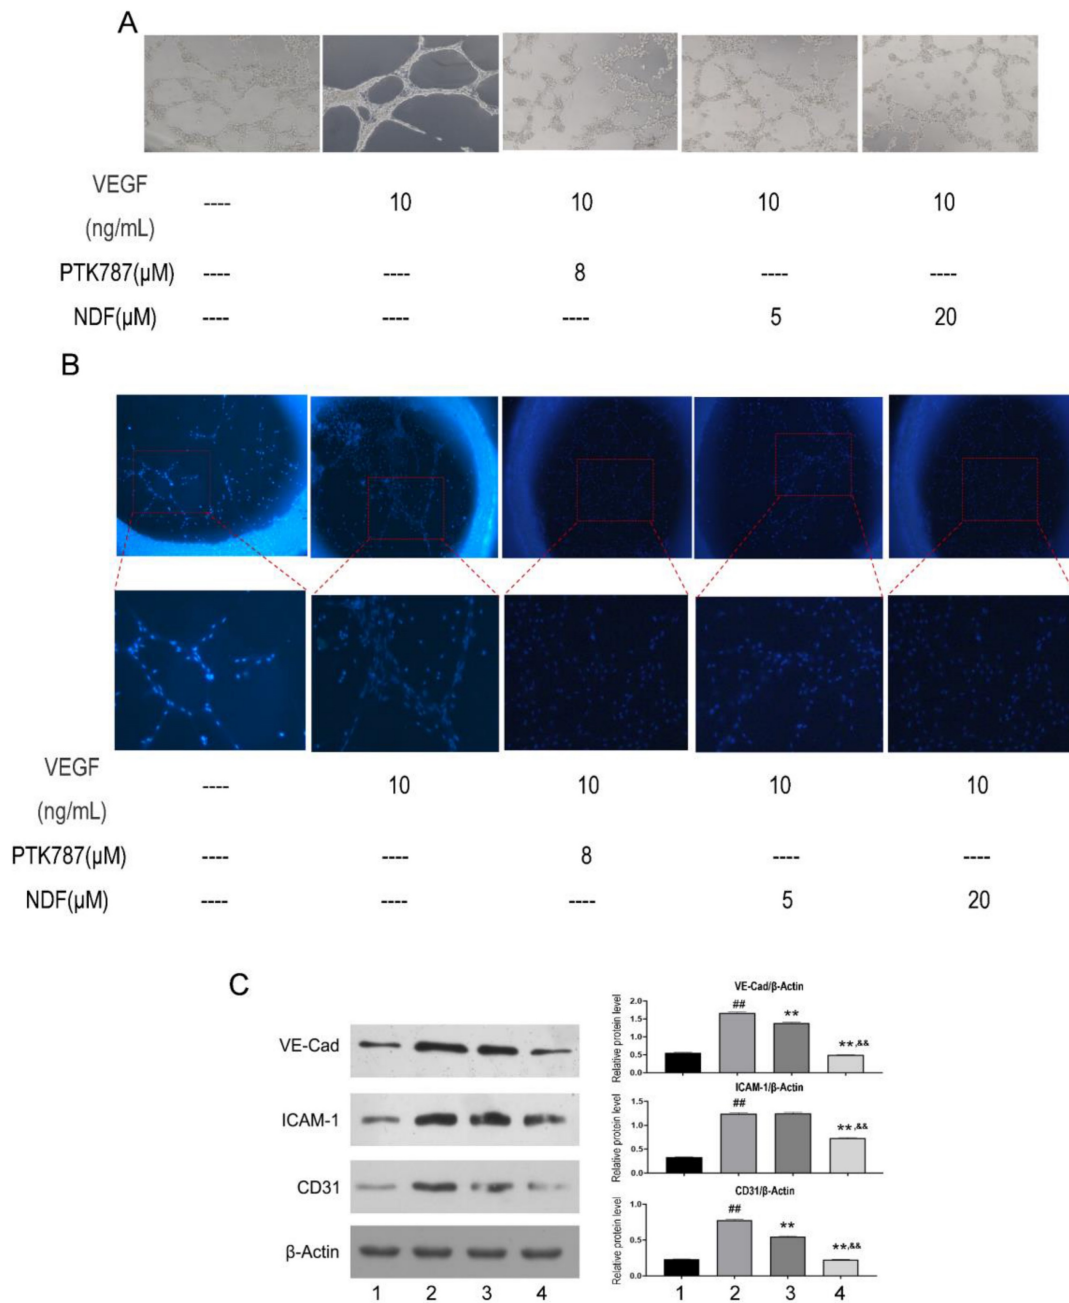 A
VEGF
(ng/mL)
---- 10 10 10 10
PTK787(μM) ---- ---- 8 ---- ----
NDF(μM) ---- ---- ---- 5 20
B
VEGF
(ng/mL)
---- 10 10 10 10
PTK787(μM) ---- ---- 8 ---- ----
NDF(μM) ---- ---- ---- 5 20
C
VE-Cad
ICAM-1
CD31
β-Actin
1 2 3 4
VE-Cad/β-Actin
Relative protein level
2.0
1.5
1.0
0.5
0.0
## ** **,&&
ICAM-1/β-Actin
Relative protein level
1.5
1.0
0.5
0.0
## **,&&
CD31/β-Actin
Relative protein level
1.0
0.5
0.0
## ** **,&&
1 2 3 4